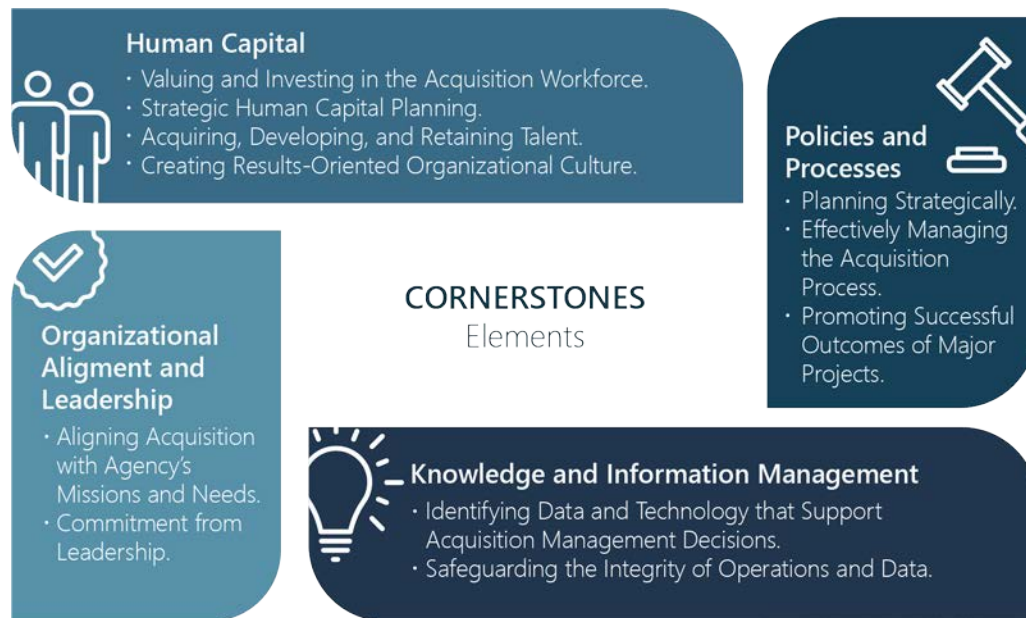 Human Capital
· Valuing and Investing in the Acquisition Workforce.
· Strategic Human Capital Planning.
· Acquiring, Developing, and Retaining Talent.
· Creating Results-Oriented Organizational Culture.
Policies and
Processes
· Planning Strategically.
· Effectively Managing
the Acquisition
Process.
· Promoting Successful
Outcomes of Major
Projects.
CORNERSTONES
Elements
Organizational
Aligment and
Leadership
· Aligning Acquisition
with Agency's
Missions and Needs.
· Commitment from
Leadership.
Knowledge and Information Management
· Identifying Data and Technology that Support
Acquisition Management Decisions.
· Safeguarding the Integrity of Operations and Data.